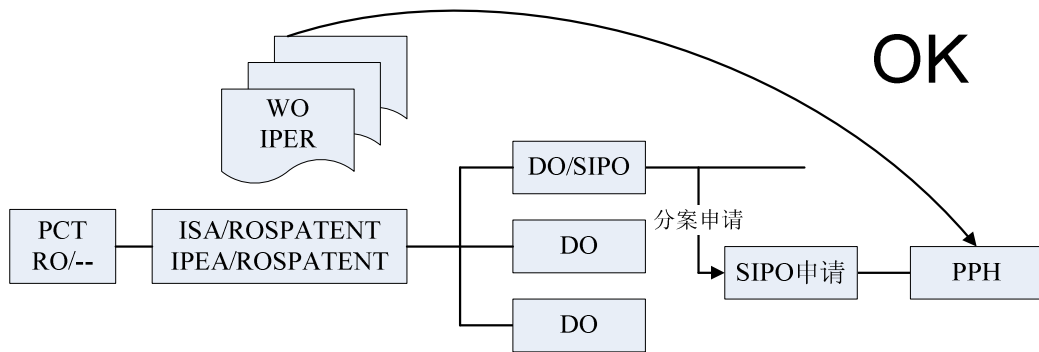 OK
WO
IPER
DO/SIPO
分案申请
PCT
RO/--
ISA/ROSPATENT
IPEA/ROSPATENT
DO
SIPO申请
PPH
DO